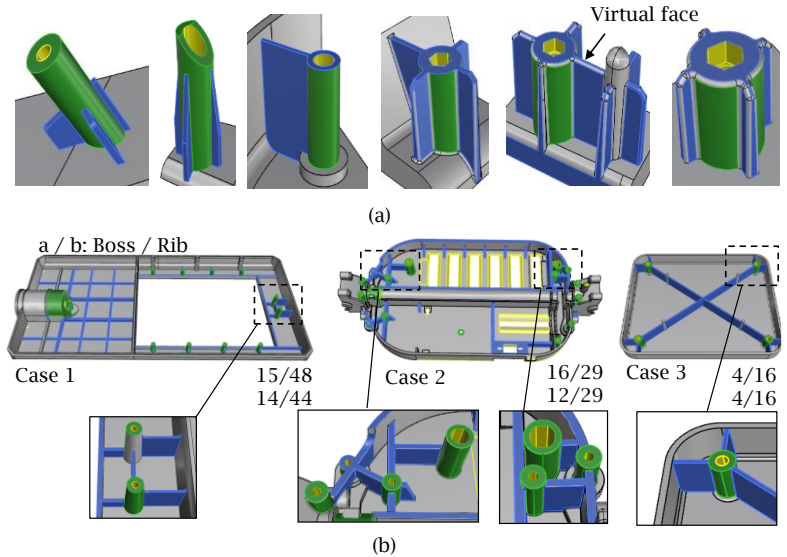 Virtual face
(a)
a / b: Boss / Rib
Case 1
15/48
14/44
Case 2
16/29
12/29
Case 3
4/16
4/16
(b)